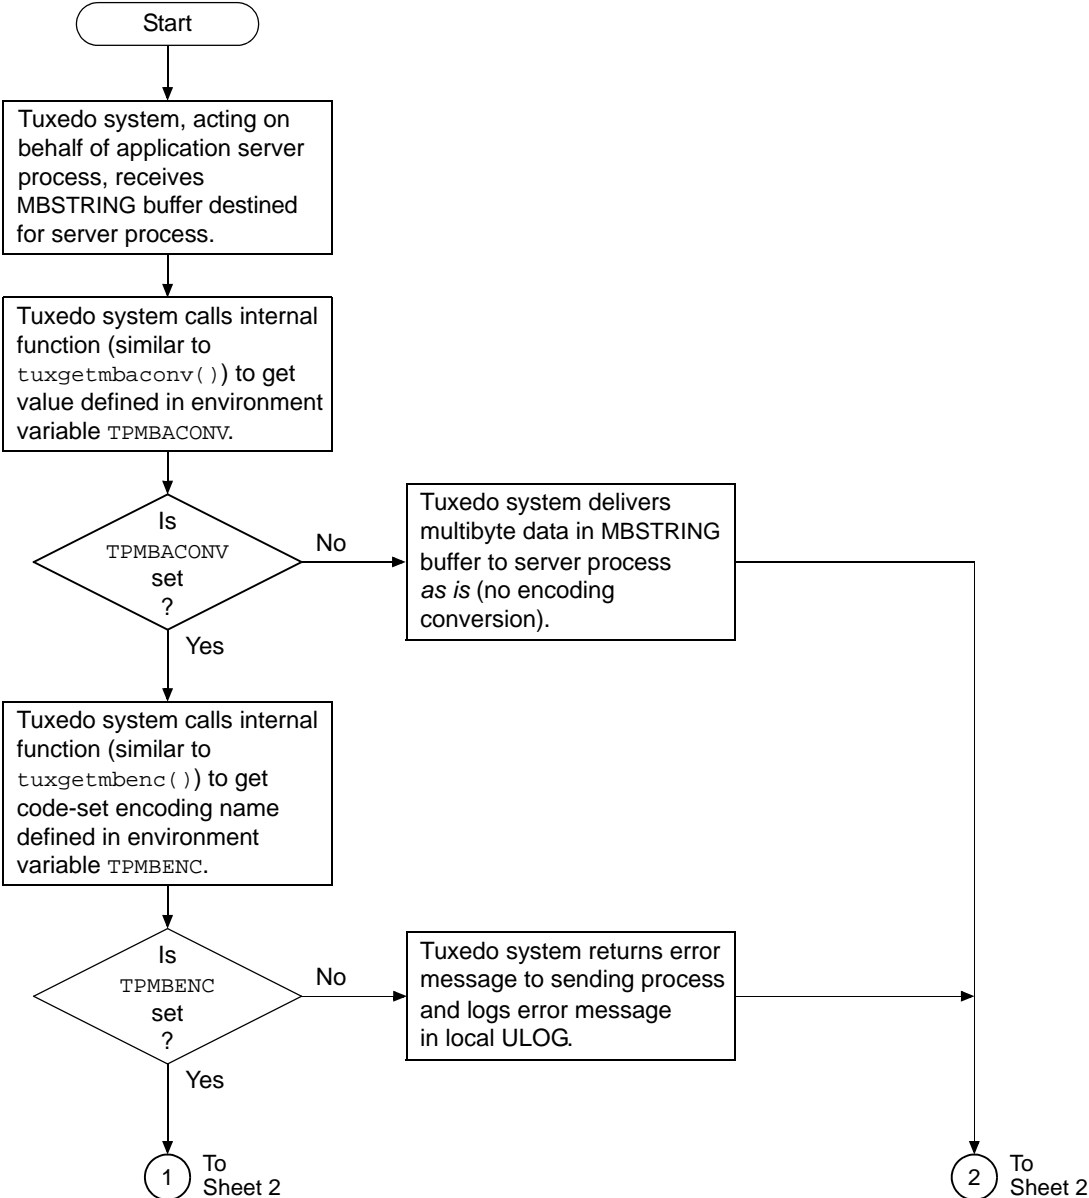 Start
Tuxedo system, acting on
behalf of application server
process, receives
MBSTRING buffer destined
for server process.
Tuxedo system calls internal
function (similar to
tuxgetmbaconv()) to get
value defined in environment
variable TPMBACONV.
Is
TPMBACONV
set
?
No
Tuxedo system delivers
multibyte data in MBSTRING
buffer to server process
as is (no encoding
conversion).
Yes
Tuxedo system calls internal
function (similar to
tuxgetmbenc()) to get
code-set encoding name
defined in environment
variable TPMBENC.
Is
TPMBENC
set
?
No
Tuxedo system returns error
message to sending process
and logs error message
in local ULOG.
Yes
1
To
Sheet 2
2
To
Sheet 2